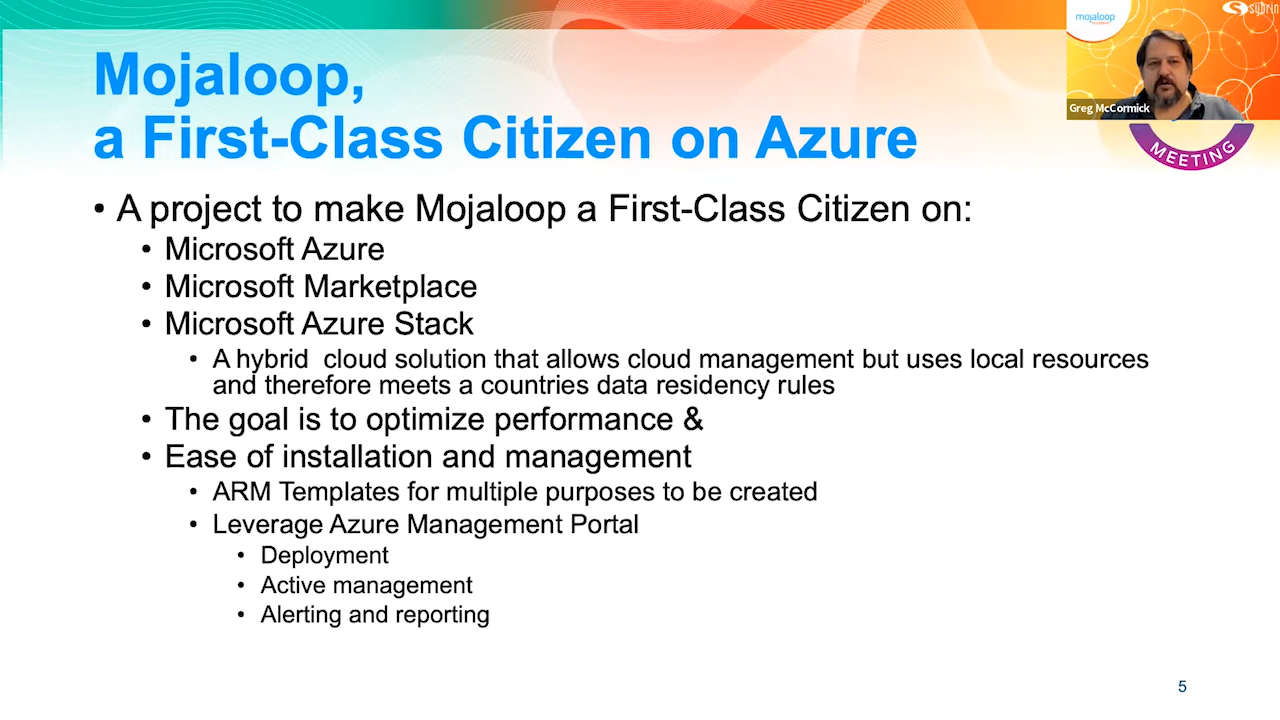 Mojaloop,
a First-Class Citizen on Azure
• A project to make Mojaloop a First-Class Citizen on:
• Microsoft Azure
• Microsoft Marketplace
• Microsoft Azure Stack
• A hybrid cloud solution that allows cloud management but uses local resources
and therefore meets a countries data residency rules
• The goal is to optimize performance &
• Ease of installation and management
• ARM Templates for multiple purposes to be created
• Leverage Azure Management Portal
• Deployment
• Active management
• Alerting and reporting
mojaloop
sybrin
Greg McCormick
MEETING
5